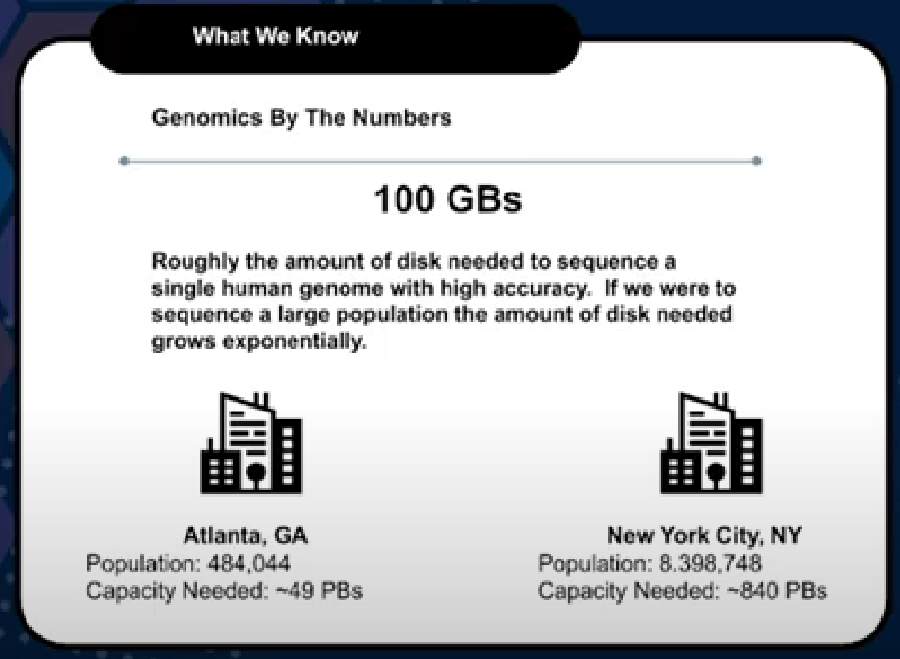 What We Know
Genomics By The Numbers
100 GBs
Roughly the amount of disk needed to sequence a
single human genome with high accuracy. If we were to
sequence a large population the amount of disk needed
grows exponentially.
Atlanta, GA
Population: 484,044
Capacity Needed: ~49 PBs
New York City, NY
Population: 8.398,748
Capacity Needed: ~840 PBs